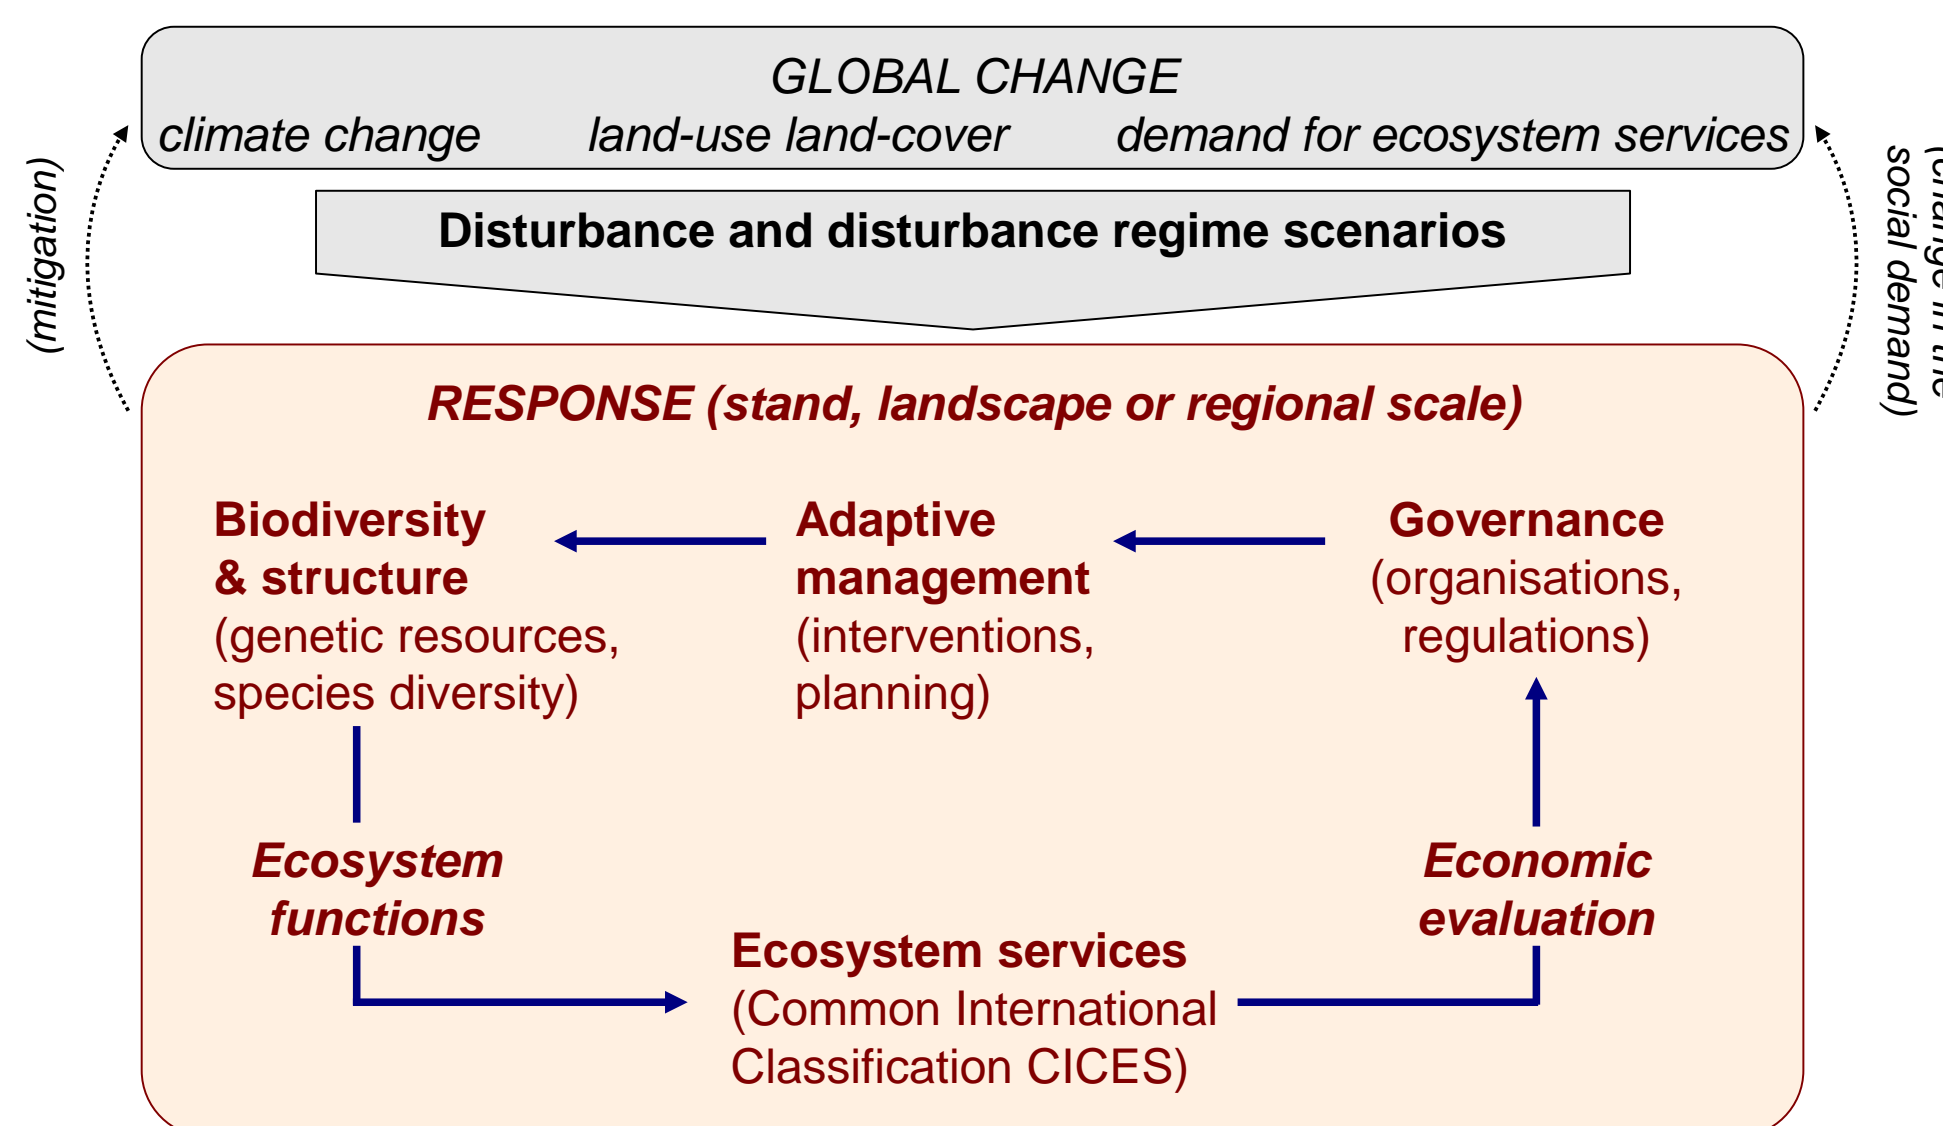 GLOBAL CHANGE
climate change land-use land-cover demand for ecosystem services
(mitigation)
social demand)
Disturbance and disturbance regime scenarios
RESPONSE (stand, landscape or regional scale)
Biodiversity
& structure
(genetic resources,
species diversity)
Adaptive
management
(interventions,
planning)
Governance
(organisations,
regulations)
Ecosystem
functions
Economic
evaluation
Ecosystem services
(Common International
Classification CICES)